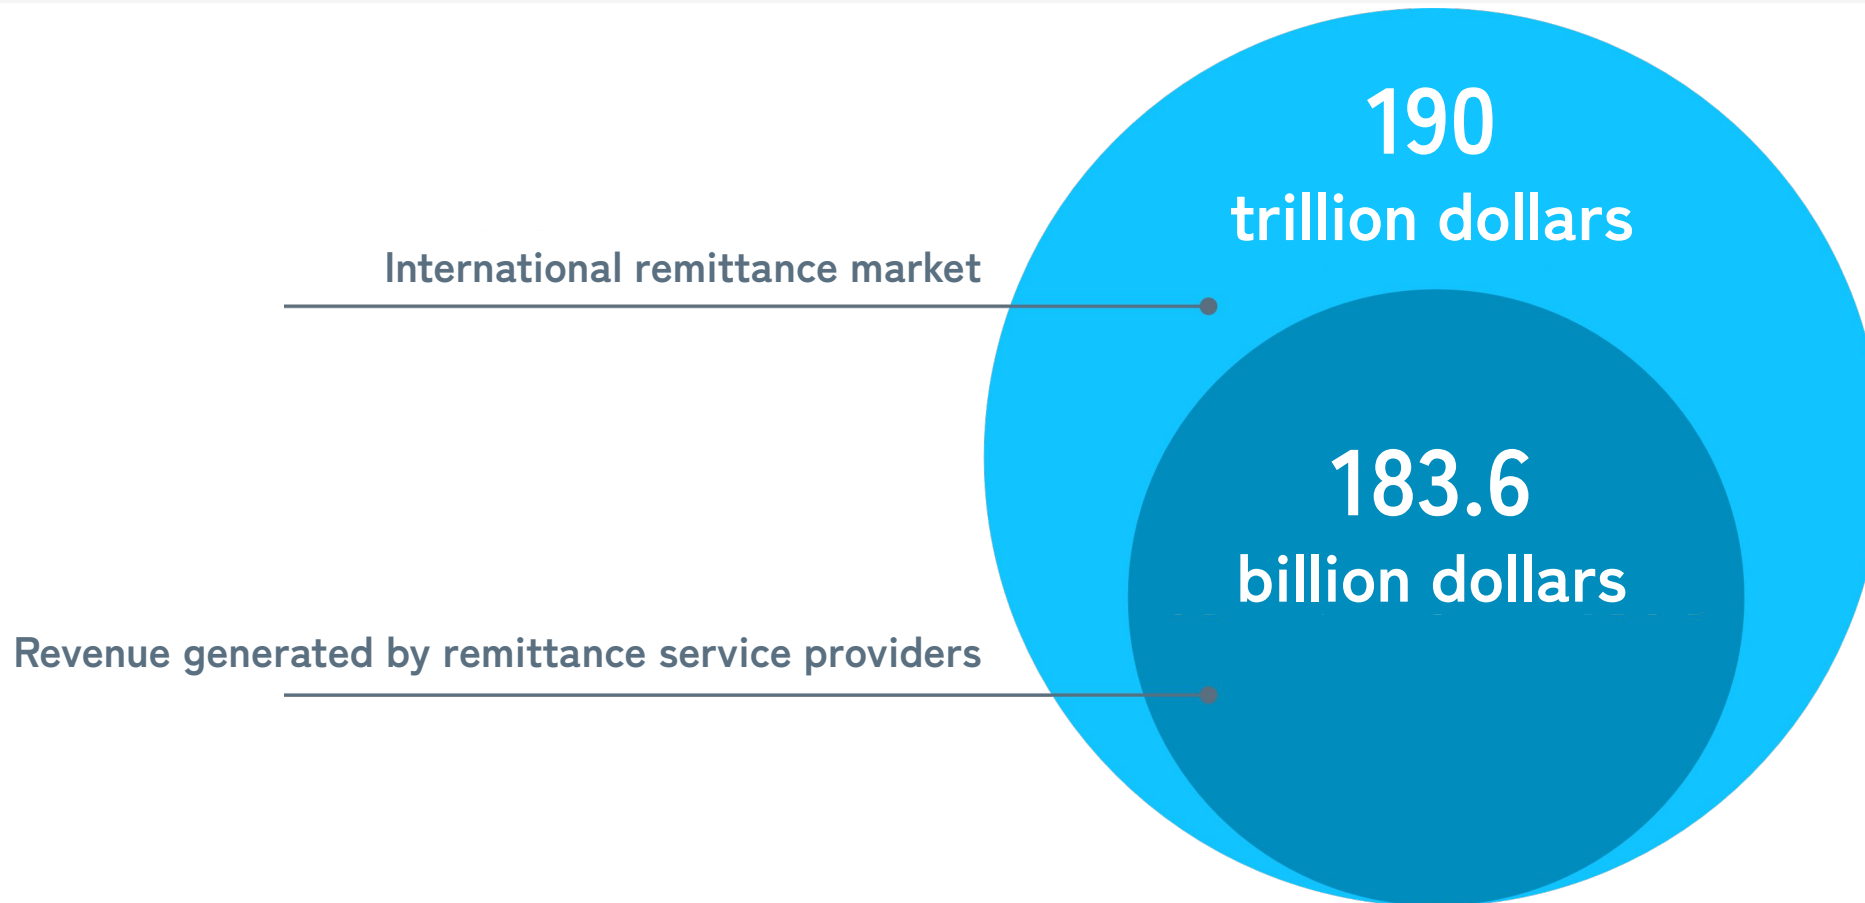 190
trillion dollars
International remittance market
183.6
billion dollars
Revenue generated by remittance service providers